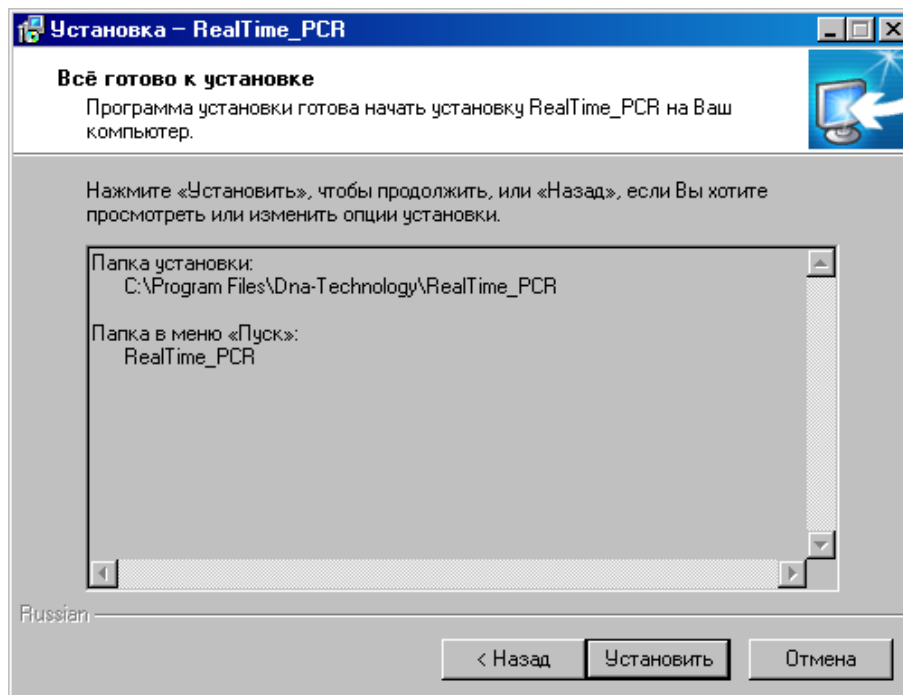 Установка – RealTime_PCR
Всё готово к установке
Программа установки готова начать установку RealTime_PCR на Ваш
компьютер.
Нажмите «Установить», чтобы продолжить, или «Назад», если Вы хотите
просмотреть или изменить опции установки.
Папка установки:
C:\Program Files\Dna-Technology\RealTime_PCR
Папка в меню «Пуск»:
RealTime_PCR
Russian
< Назад
Установить
Отмена